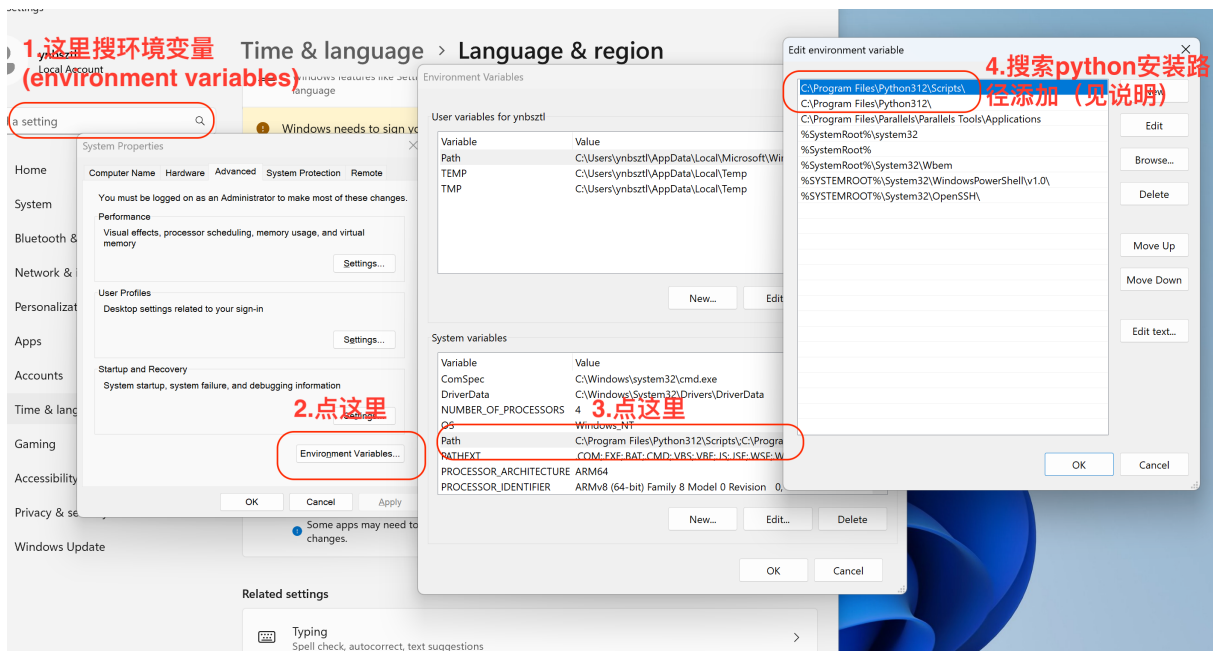 Settings
1.这里搜环境变量
(environment variables)
ynbsztl
Local Account
a setting
Home
System
Bluetooth &
Network &
Personalizat
Apps
Accounts
Time & lang
Gaming
Accessibility
Privacy & se
Windows Update
Time & language > Language & region
Windows features like Setti
language
Windows needs to sign yo
Some apps may need to
changes.
Related settings
Typing
Spell check, autocorrect, text suggestions
System Properties
Computer Name Hardware Advanced System Protection Remote
You must be logged on as an Administrator to make most of these changes.
Performance
Visual effects, processor scheduling, memory usage, and virtual
memory
Settings...
User Profiles
Desktop settings related to your sign-in
Settings...
Startup and Recovery
System startup, system failure, and debugging information
2.点这里
Settings...
Environment Variables...
OK Cancel Apply
Environment Variables
User variables for ynbsztl
Variable Value
Path C:\Users\ynbsztl\AppData\Local\Microsoft\Wir
TEMP C:\Users\ynbsztl\AppData\Local\Temp
TMP C:\Users\ynbsztl\AppData\Local\Temp
New... Edit
System variables
Variable Value
ComSpec C:\Windows\system32\cmd.exe
DriverData C:\Windows\System32\Drivers\DriverData
NUMBER_OF_PROCESSORS 4
3.点这里
OS Windows_NT
Path C:\Program Files\Python312\Scripts\;C:\Progra
PATHEXT .COM;.EXE;.BAT;.CMD;.VBS;.VBE;.JS;.JSE;.WSF;.W
PROCESSOR_ARCHITECTURE ARM64
PROCESSOR_IDENTIFIER ARMv8 (64-bit) Family 8 Model 0 Revision 0,
New... Edit... Delete
OK Cancel
Edit environment variable
4.搜索python安装路
径添加（见说明）
C:\Program Files\Python312\Scripts\
C:\Program Files\Python312\
C:\Program Files\Parallels\Parallels Tools\Applications
%SystemRoot%\system32
%SystemRoot%
%SystemRoot%\System32\Wbem
%SYSTEMROOT%\System32\WindowsPowerShell\v1.0\
%SYSTEMROOT%\System32\OpenSSH\
New
Edit
Browse...
Delete
Move Up
Move Down
Edit text...
OK Cancel